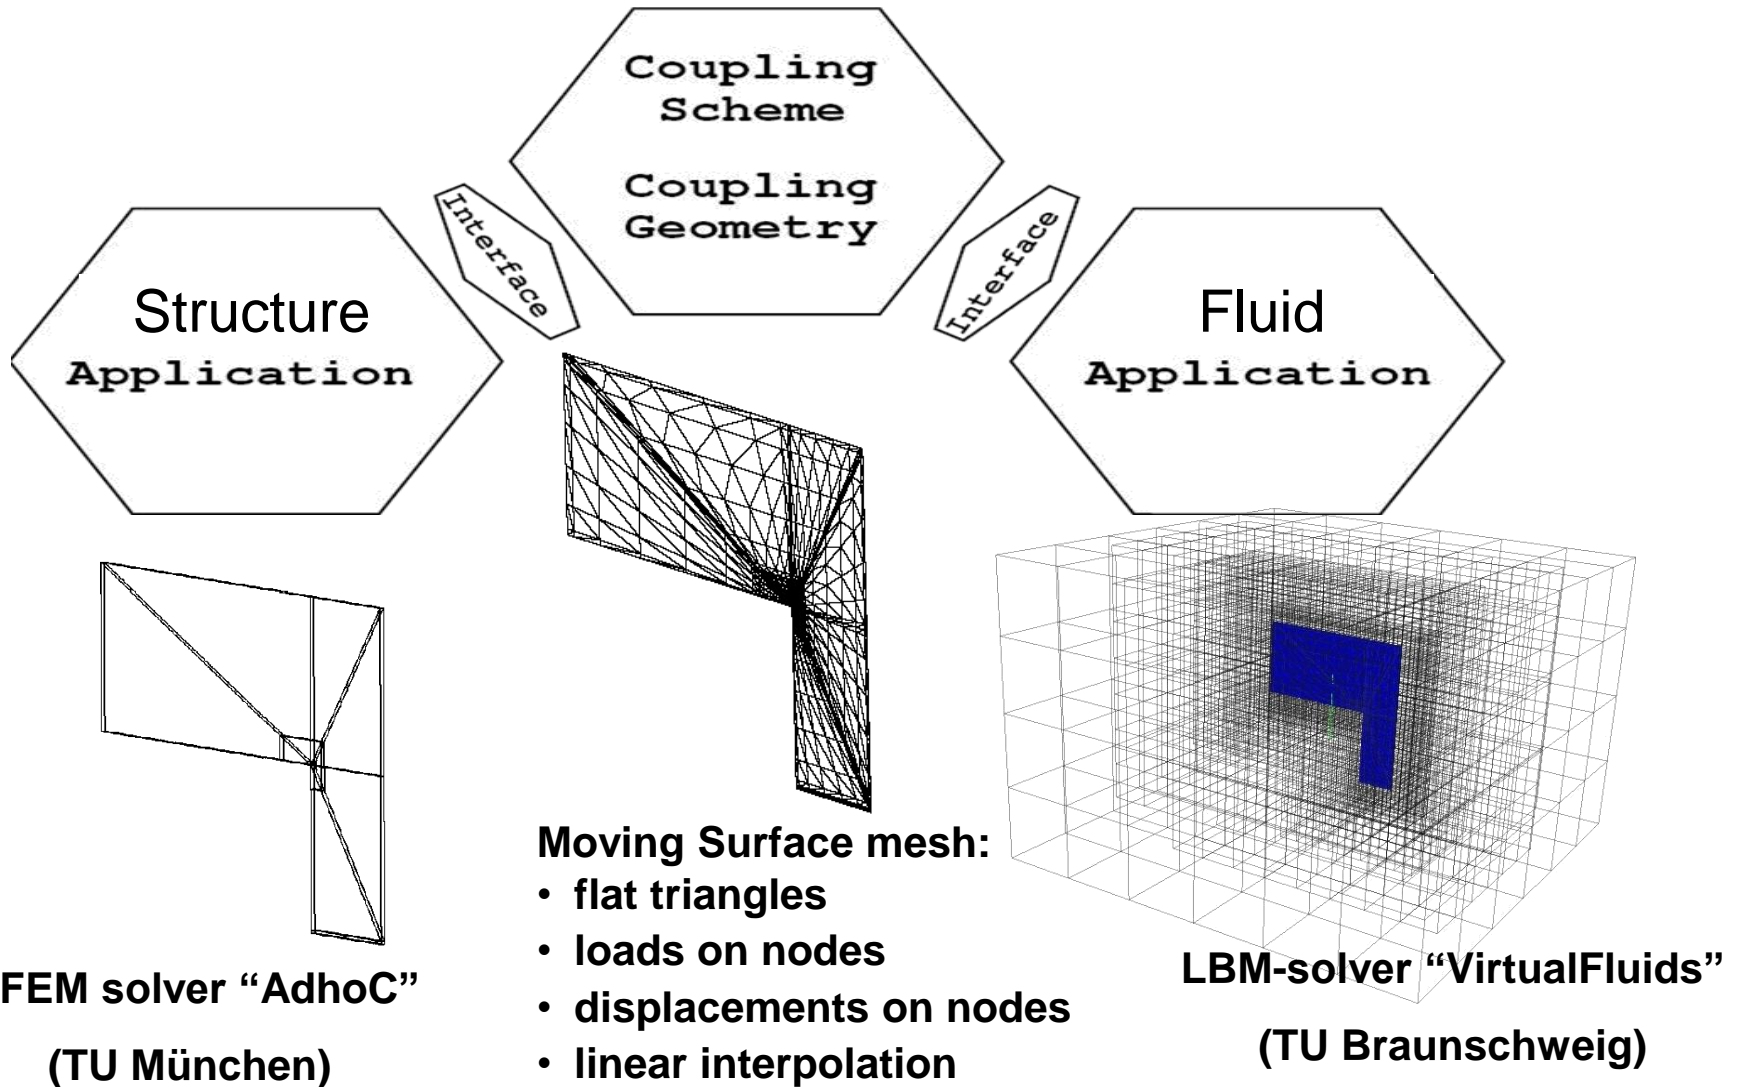 Coupling
Scheme
Coupling
Geometry
Interface
Interface
Structure
Application
Fluid
Application
Moving Surface mesh:
• flat triangles
• loads on nodes
• displacements on nodes
• linear interpolation
FEM solver “AdhoC”
(TU München)
LBM-solver “VirtualFluids”
(TU Braunschweig)